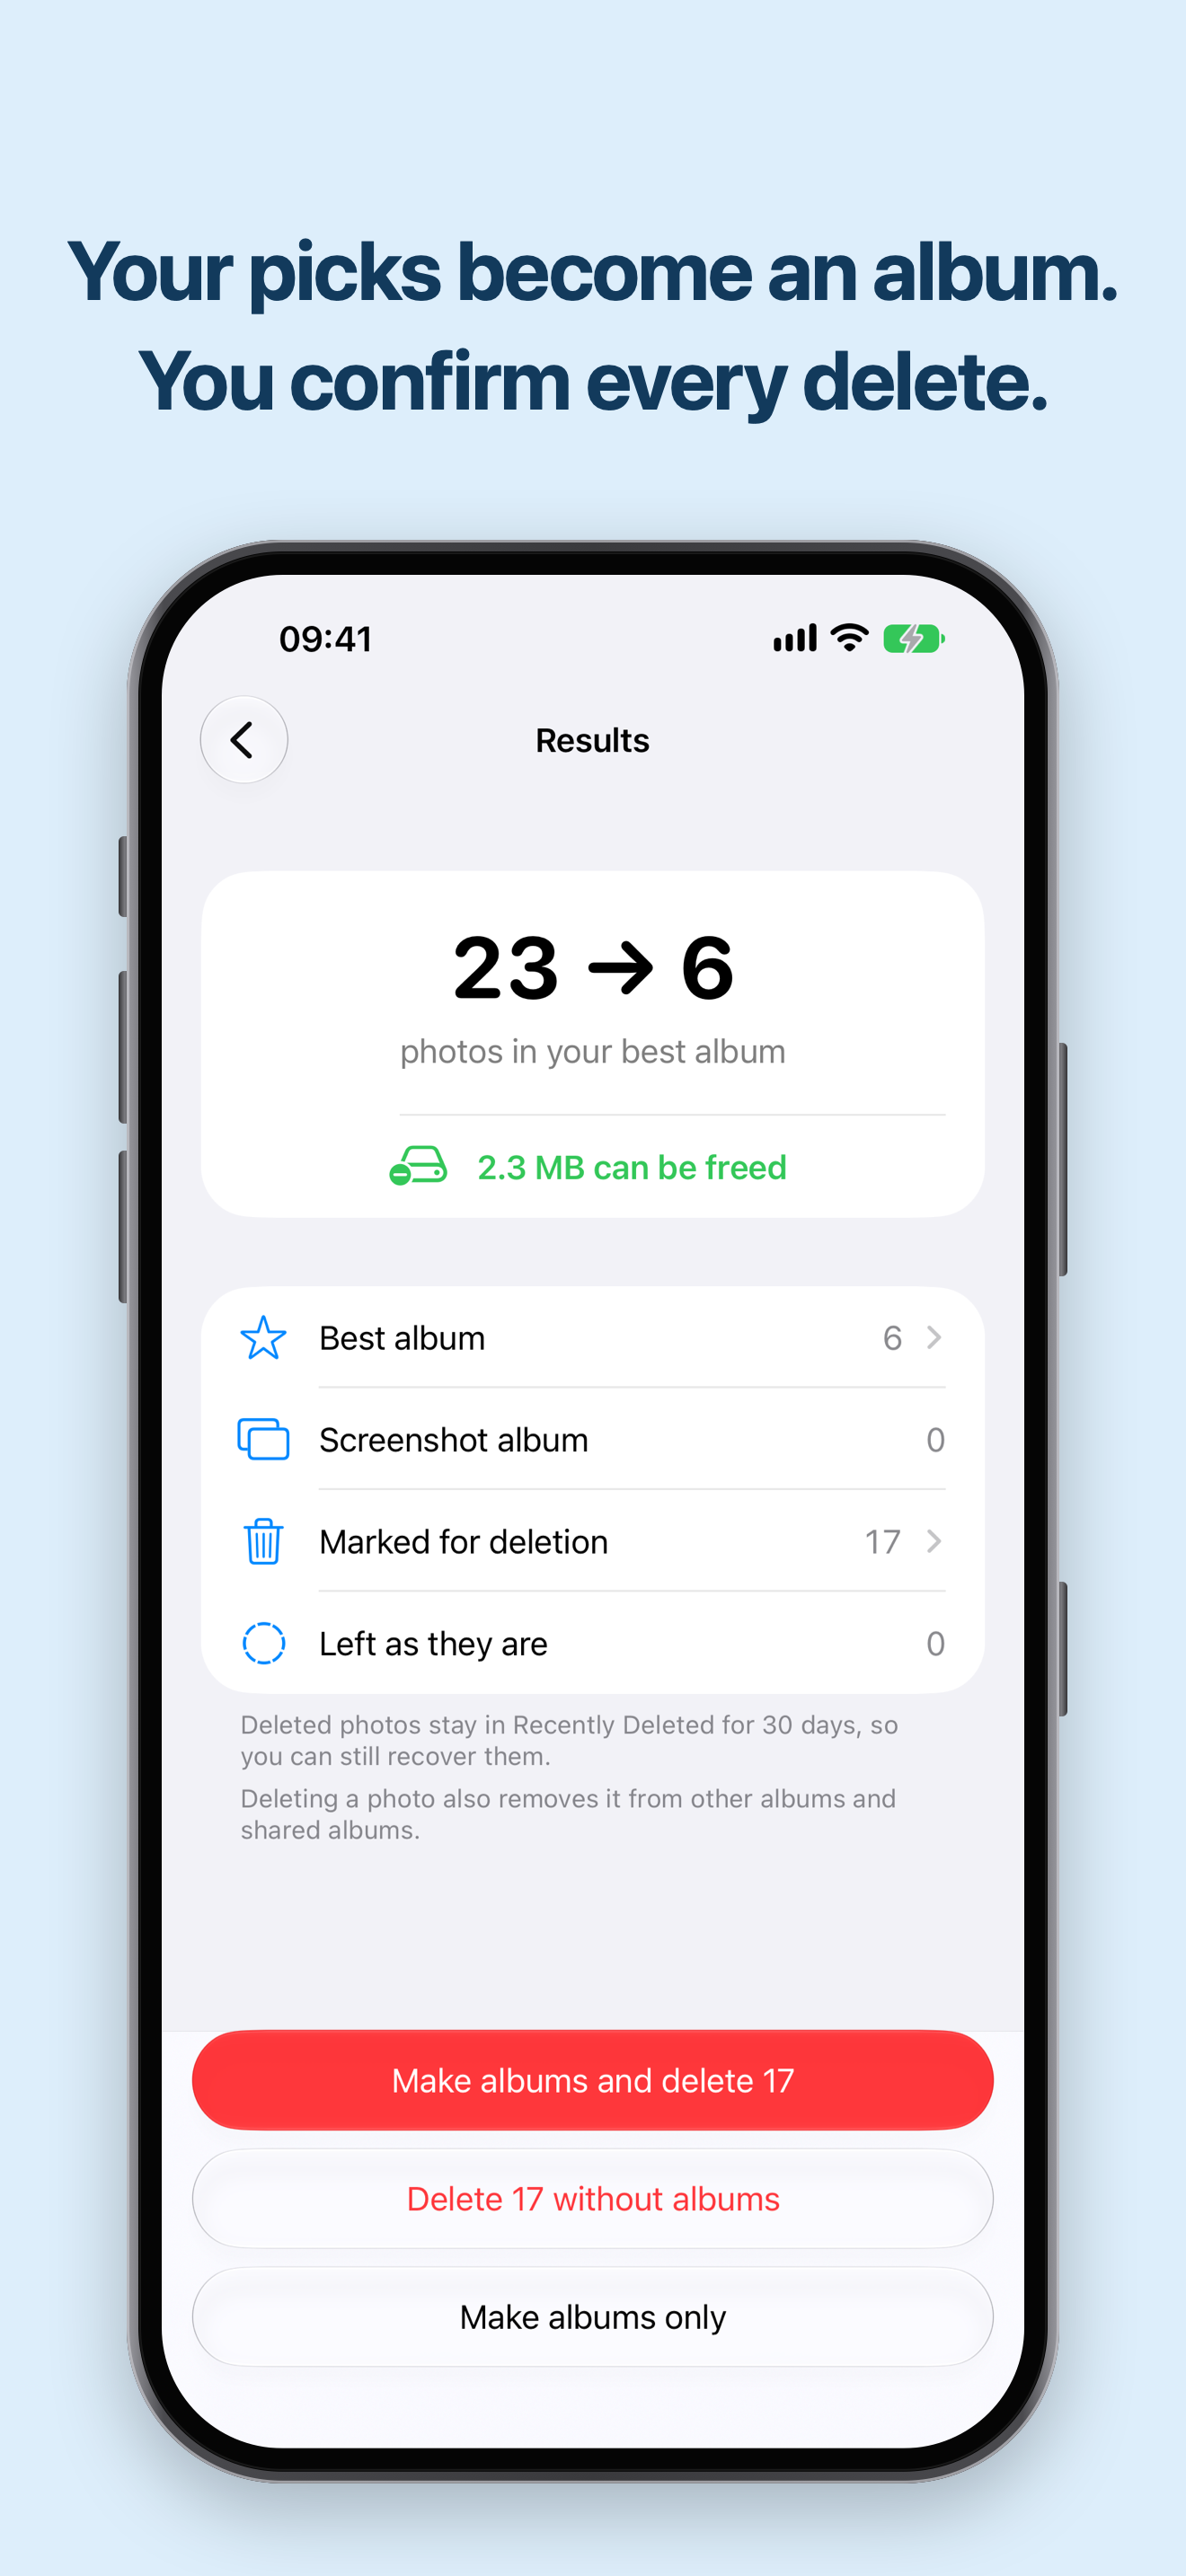 Your picks become an album.
You confirm every delete.
09:41
Results
23 → 6
photos in your best album
2.3 MB can be freed
Best album 6
Screenshot album 0
Marked for deletion 17
Left as they are 0
Deleted photos stay in Recently Deleted for 30 days, so
you can still recover them.
Deleting a photo also removes it from other albums and
shared albums.
Make albums and delete 17
Delete 17 without albums
Make albums only